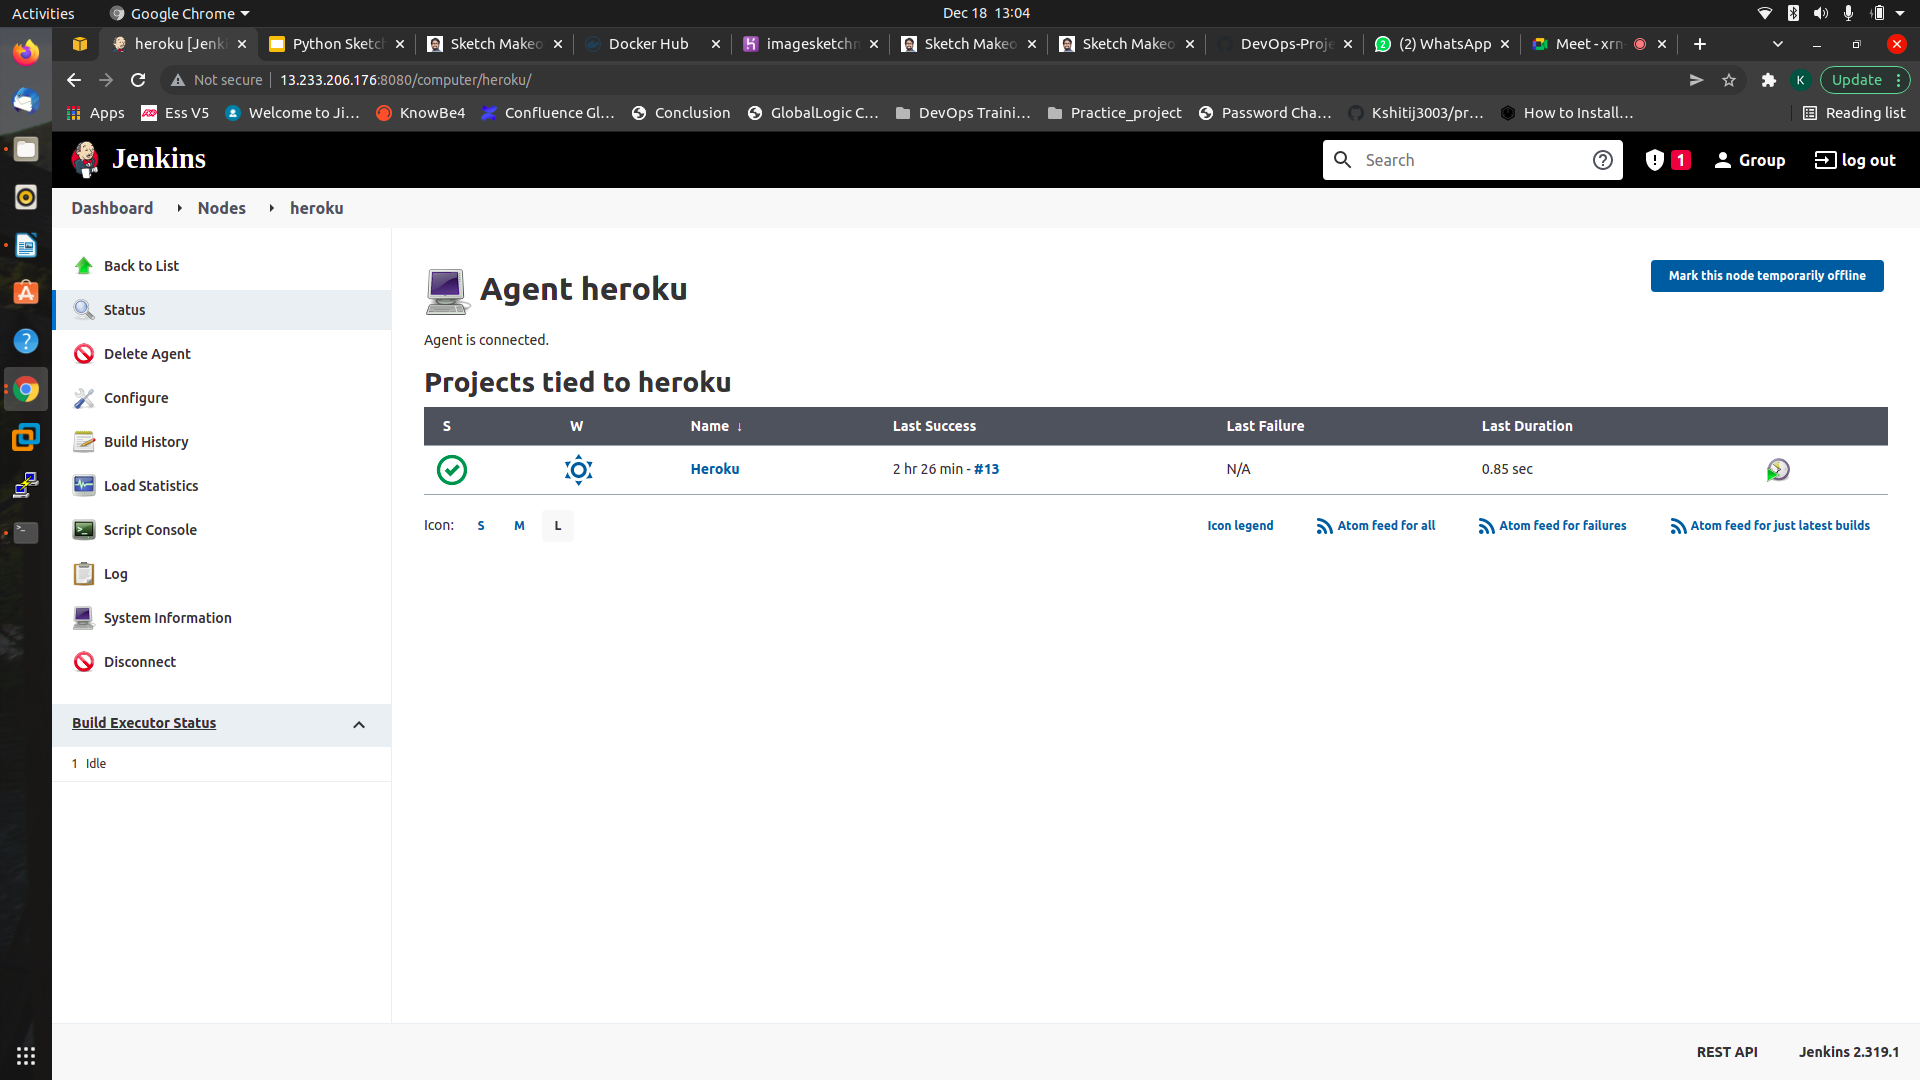 Activities Google Chrome Dec 18 13:04
heroku [Jenki Python Sketch Sketch Makeo Docker Hub imagesketchm Sketch Makeo Sketch Makeo DevOps-Proje (2) WhatsApp Meet - xrn
Not secure 13.233.206.176:8080/computer/heroku/ K Update
Apps Ess V5 Welcome to Ji… KnowBe4 Confluence Gl… Conclusion GlobalLogic C… DevOps Traini… Practice_project Password Cha… Kshitij3003/pr… How to Install… Reading list
Jenkins Search 1 Group log out
Dashboard Nodes heroku
Back to List
Status
Delete Agent
Configure
Build History
Load Statistics
Script Console
Log
System Information
Disconnect
Build Executor Status
1 Idle
Agent heroku
Mark this node temporarily offline
Agent is connected.
Projects tied to heroku
S W Name ↓ Last Success Last Failure Last Duration
Heroku 2 hr 26 min - #13 N/A 0.85 sec
Icon: S M L Icon legend Atom feed for all Atom feed for failures Atom feed for just latest builds
REST API Jenkins 2.319.1